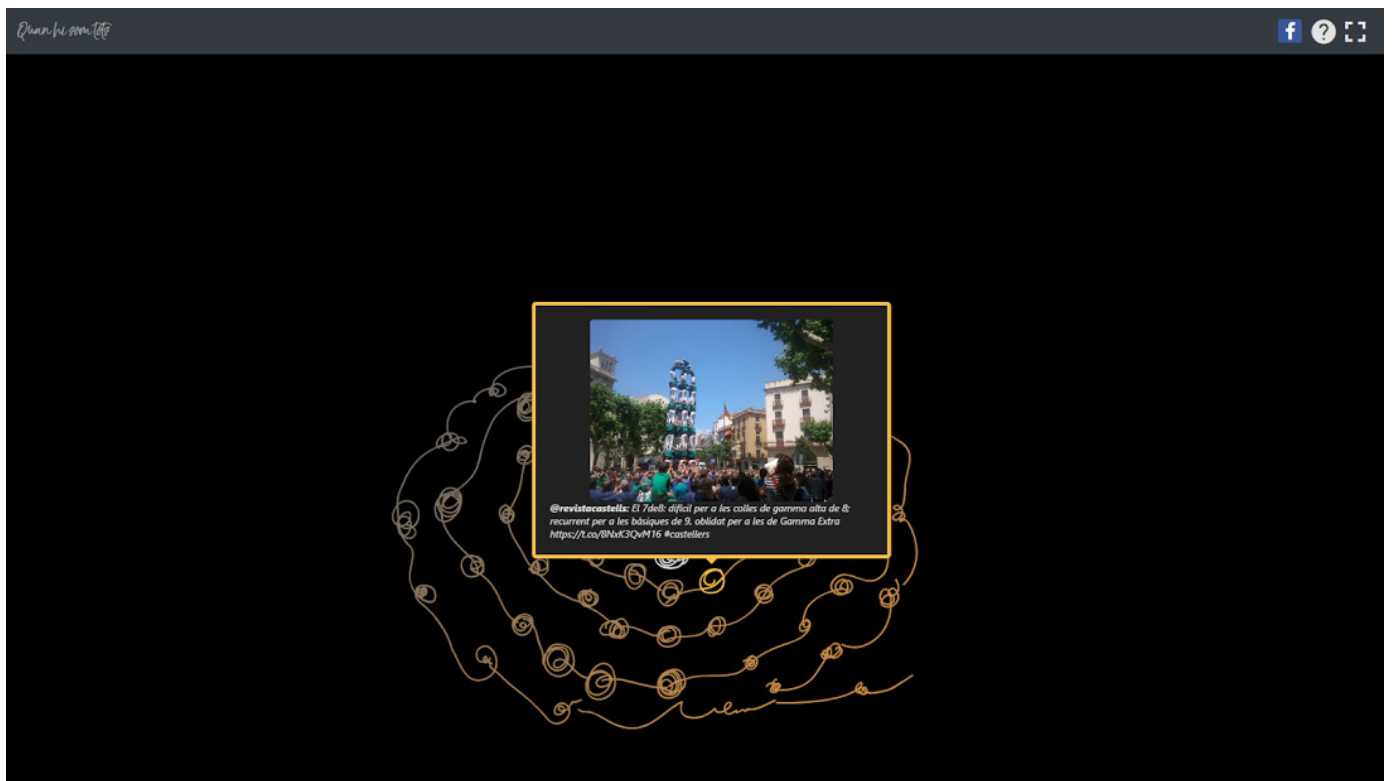 Quan hi som tots
@revistacastells: El 7de8: difícil per a les colles de gamma alta de 8;
recurrent per a les bàsiques de 9, oblidat per a les de Gamma Extra
https://t.co/8NxK3QvM16 #castellers